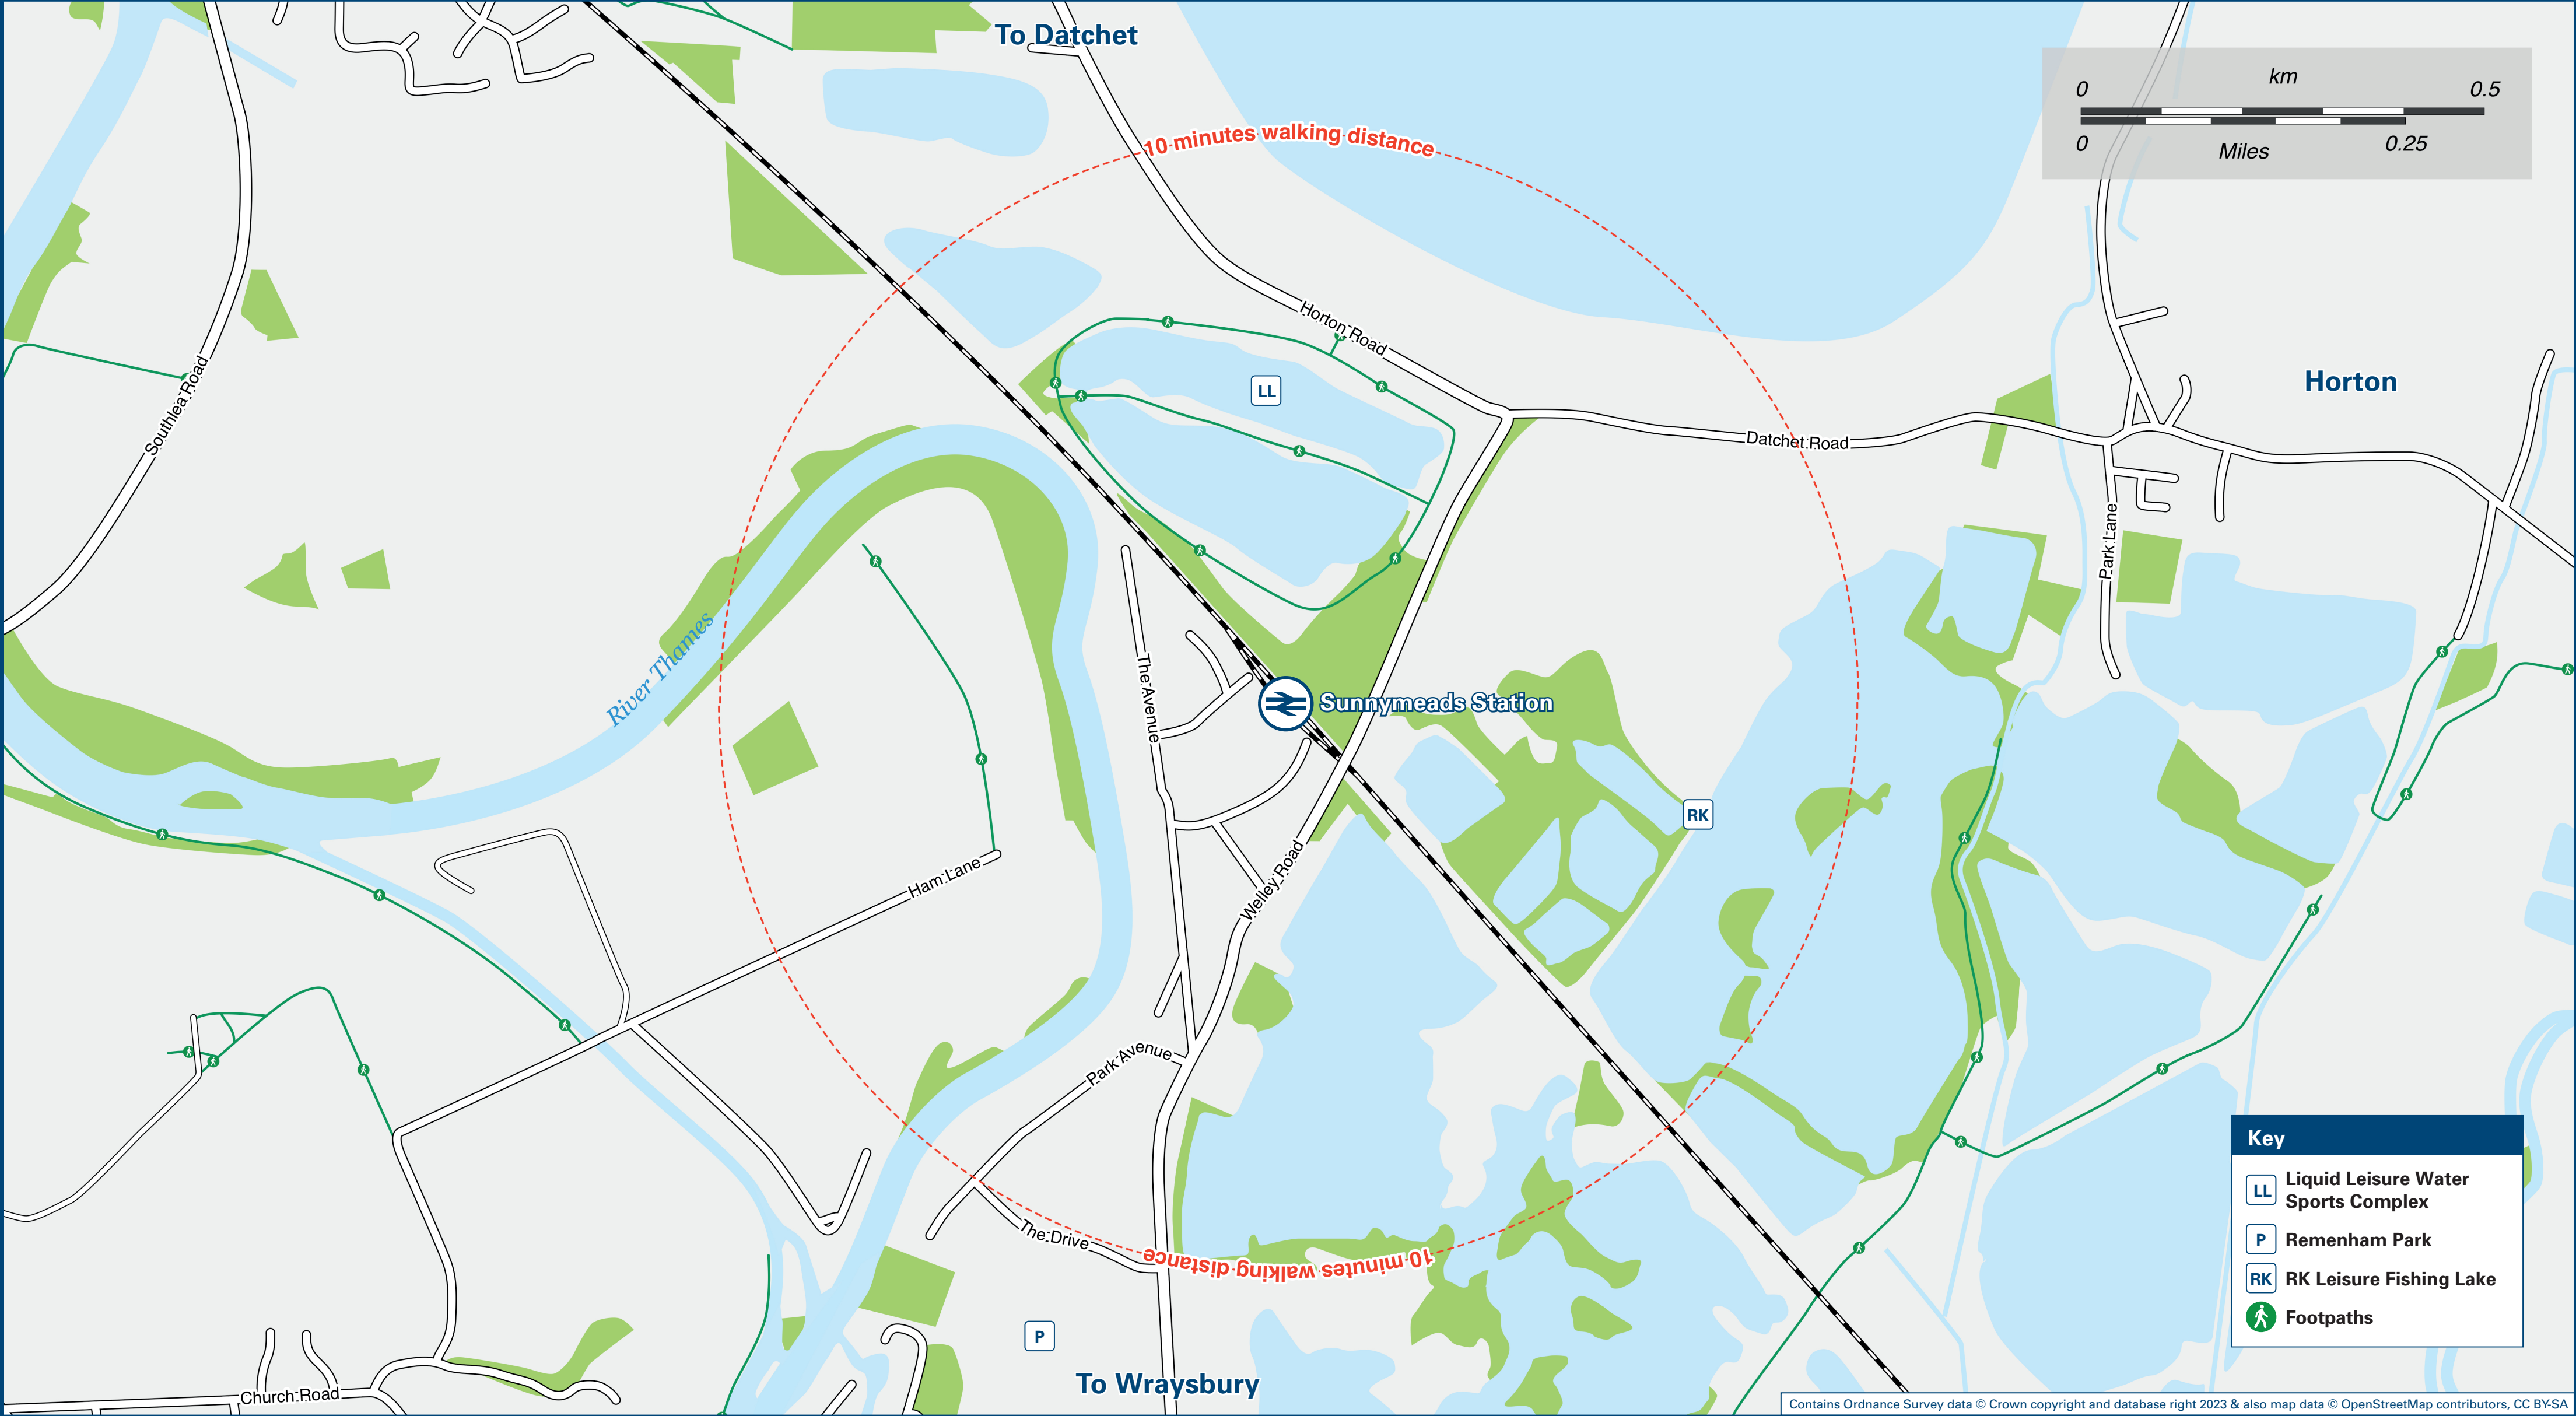 To Datchet
km
0 0.5
0 0.25
Miles
10 minutes walking distance
Horton Road
Southlea Road
LL
Horton
Datchet Road
Park Lane
River Thames
The Avenue
Sunnymeads Station
RK
Ham Lane
Welley Road
Park Avenue
The Drive
10 minutes walking distance
P
To Wraysbury
Church Road
Key
LL Liquid Leisure Water
Sports Complex
P Remenham Park
RK RK Leisure Fishing Lake
Footpaths
Contains Ordnance Survey data © Crown copyright and database right 2023 & also map data © OpenStreetMap contributors, CC BY-SA